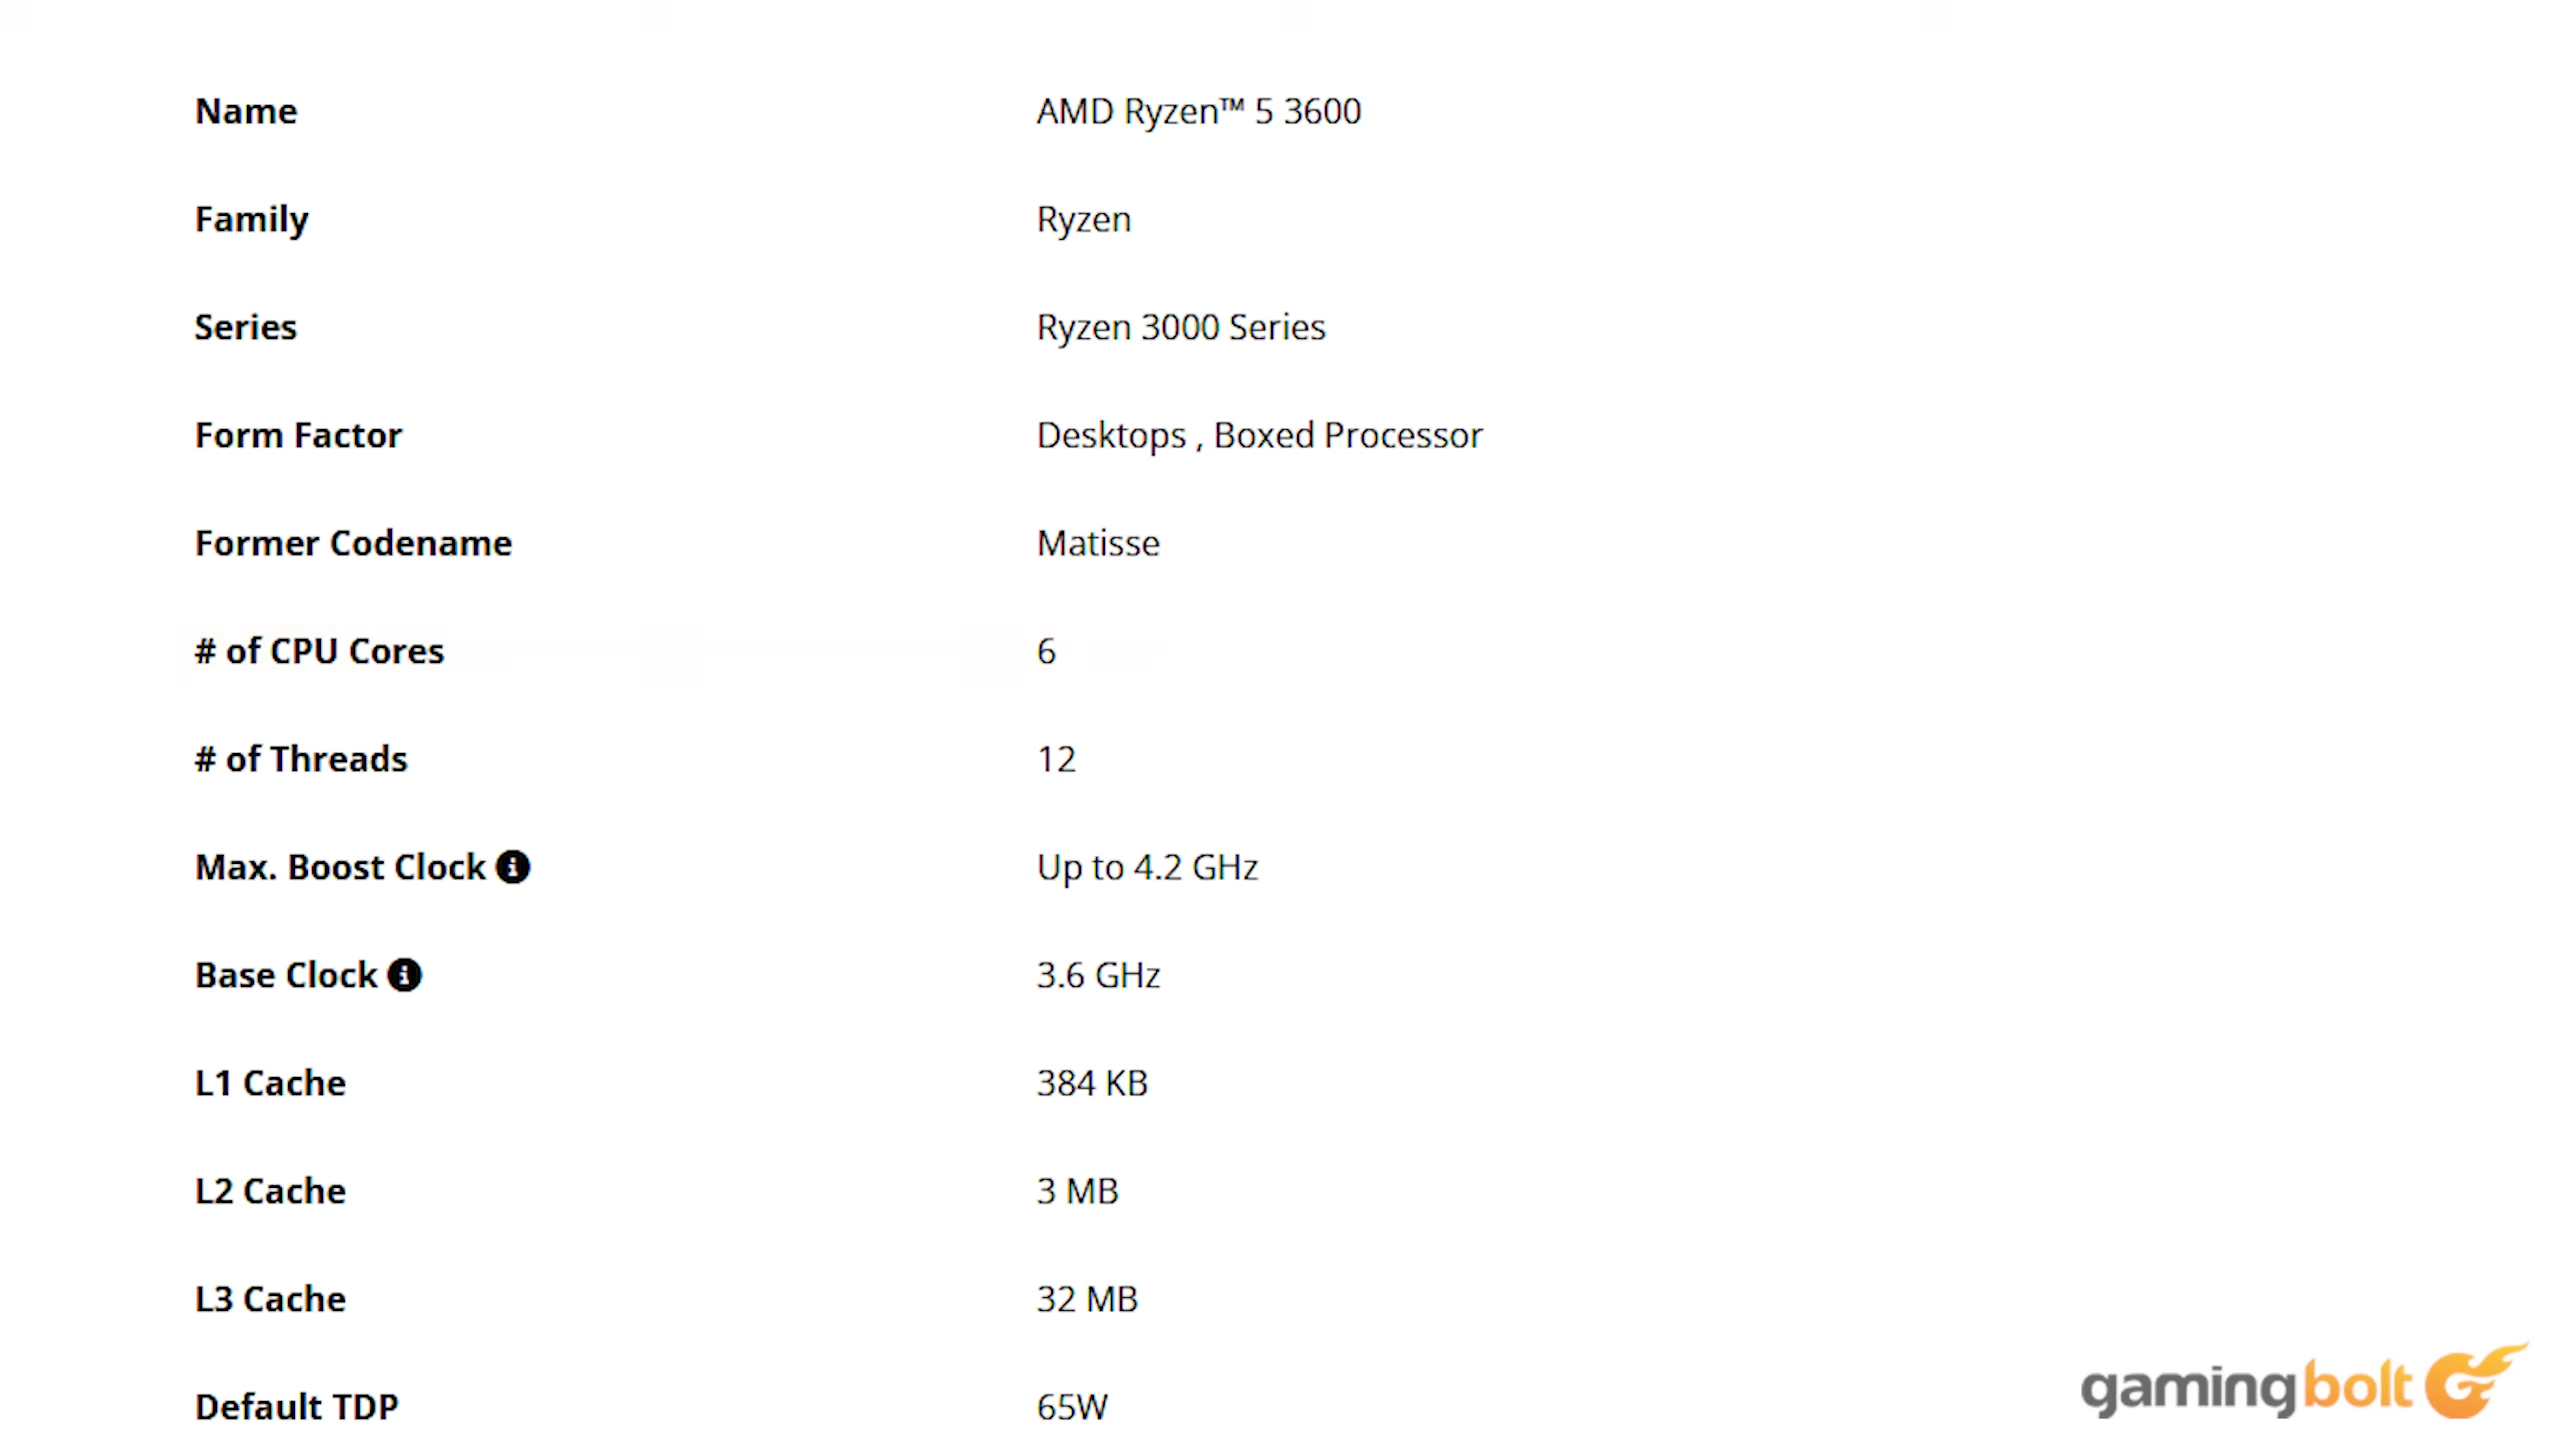 Name AMD Ryzen™ 5 3600
Family Ryzen
Series Ryzen 3000 Series
Form Factor Desktops , Boxed Processor
Former Codename Matisse
# of CPU Cores 6
# of Threads 12
Max. Boost Clock Up to 4.2 GHz
Base Clock 3.6 GHz
L1 Cache 384 KB
L2 Cache 3 MB
L3 Cache 32 MB
Default TDP 65W
gamingbolt